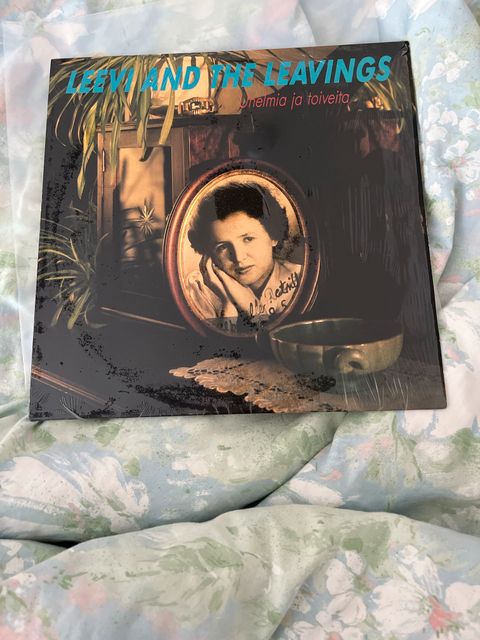 LEEVI AND THE LEAVINGS
Unelmia ja toiveita